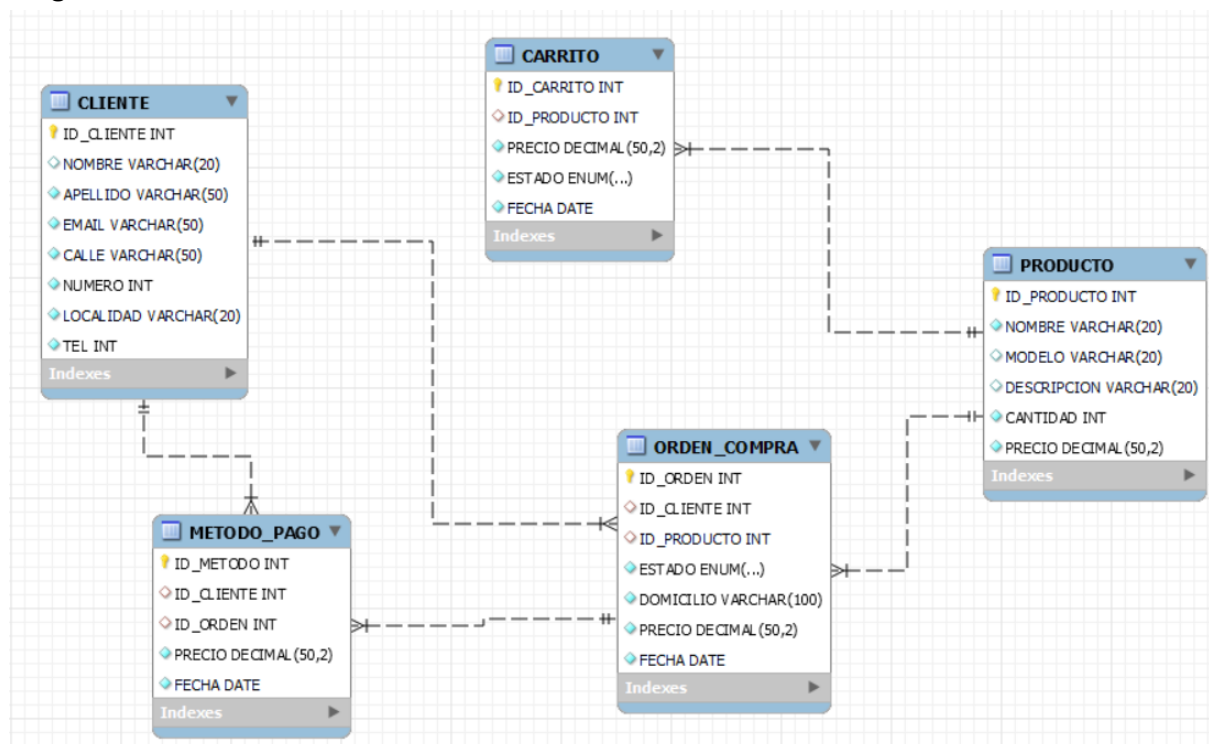 CARRITO
ID_CARRITO INT
ID_PRODUCTO INT
PRECIO DECIMAL(50,2)
ESTADO ENUM(...)
FECHA DATE
Indexes
CLIENTE
ID_CLIENTE INT
NOMBRE VARCHAR(20)
APELLIDO VARCHAR(50)
EMAIL VARCHAR(50)
CALLE VARCHAR(50)
NUMERO INT
LOCALIDAD VARCHAR(20)
TEL INT
Indexes
PRODUCTO
ID_PRODUCTO INT
NOMBRE VARCHAR(20)
MODELO VARCHAR(20)
DESCRIPCION VARCHAR(20)
CANTIDAD INT
PRECIO DECIMAL(50,2)
Indexes
ORDEN_COMPRA
ID_ORDEN INT
ID_CLIENTE INT
ID_PRODUCTO INT
ESTADO ENUM(...)
DOMICILIO VARCHAR(100)
PRECIO DECIMAL(50,2)
FECHA DATE
Indexes
METODO_PAGO
ID_METODO INT
ID_CLIENTE INT
ID_ORDEN INT
PRECIO DECIMAL(50,2)
FECHA DATE
Indexes